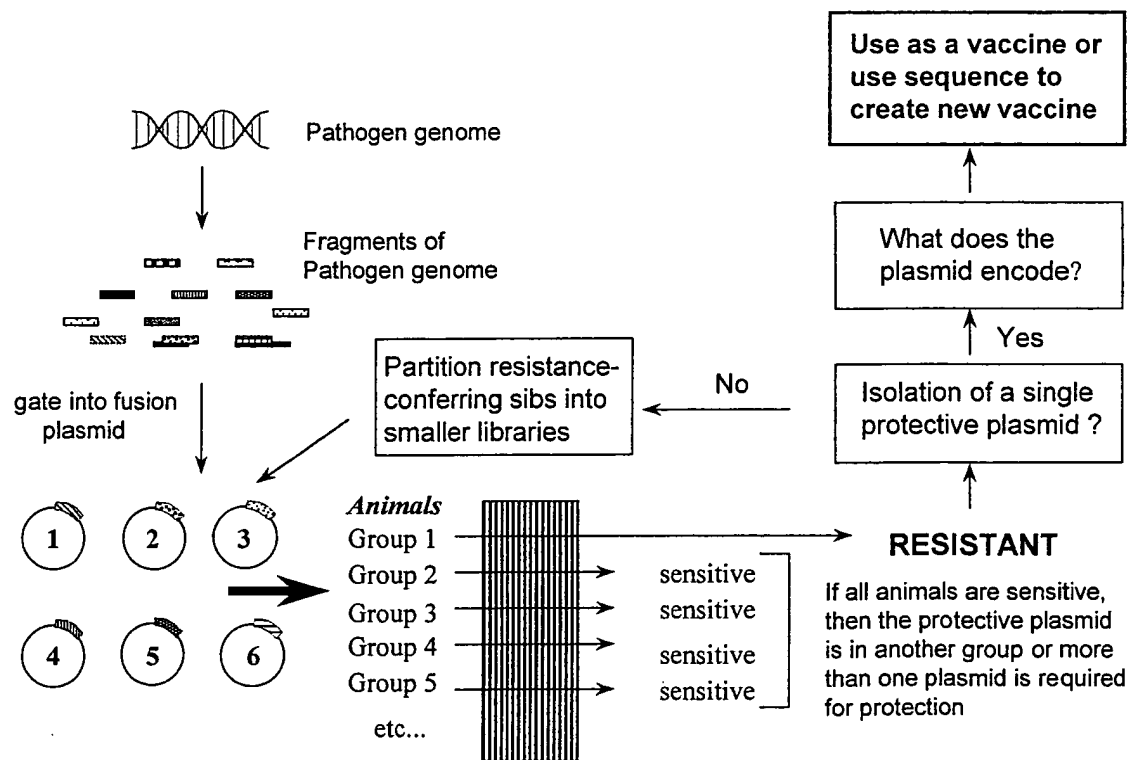 Pathogen genome
Fragments of
Pathogen genome
gate into fusion
plasmid
1
2
3
4
5
6
Partition resistance-
conferring sibs into
smaller libraries
No
Animals
Group 1
Group 2
Group 3
Group 4
Group 5
etc...
sensitive
sensitive
sensitive
sensitive
Use as a vaccine or
use sequence to
create new vaccine
What does the
plasmid encode?
Yes
Isolation of a single
protective plasmid ?
RESISTANT
If all animals are sensitive,
then the protective plasmid
is in another group or more
than one plasmid is required
for protection